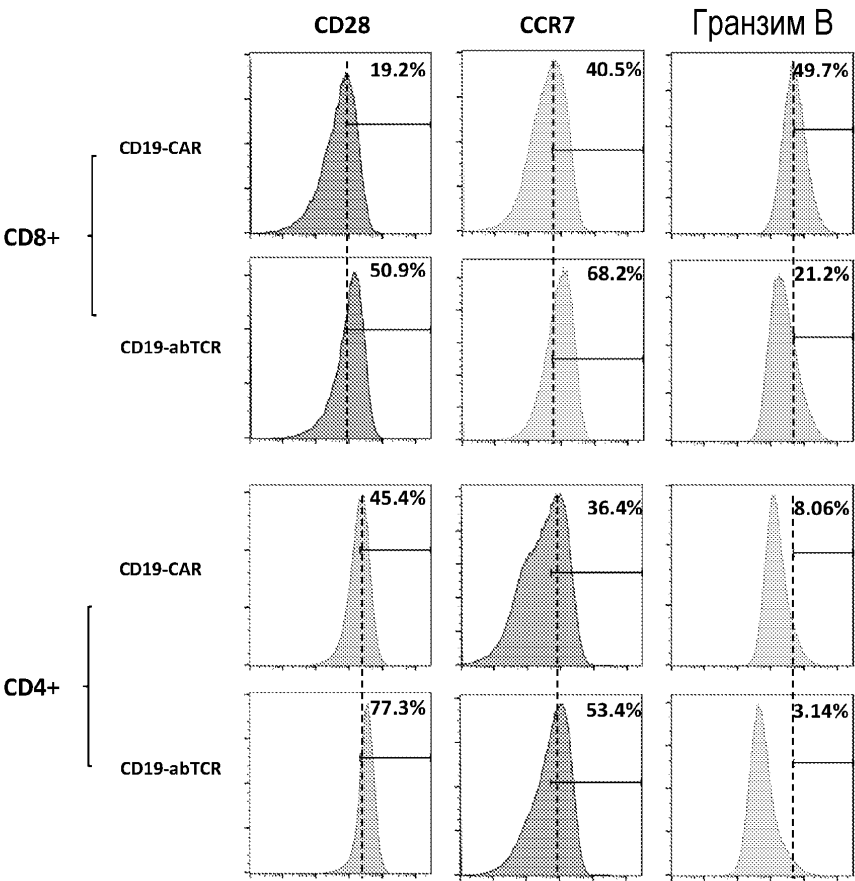 CD28 CCR7 Гранзим B
19.2% 40.5% 49.7%
CD19-CAR
CD8+
50.9% 68.2% 21.2%
CD19-abTCR
45.4% 36.4% 8.06%
CD19-CAR
CD4+
77.3% 53.4% 3.14%
CD19-abTCR